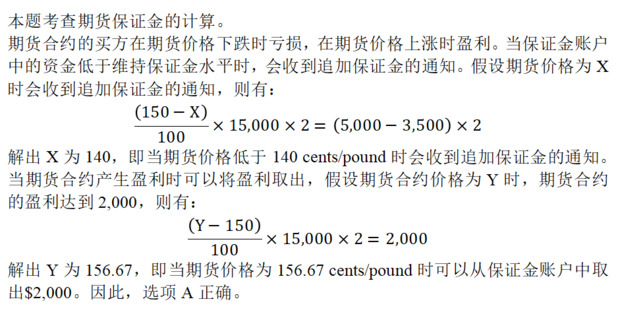 本题考查期货保证金的计算。
期货合约的买方在期货价格下跌时亏损，在期货价格上涨时盈利。当保证金账户
中的资金低于维持保证金水平时，会收到追加保证金的通知。假设期货价格为 X
时会收到追加保证金的通知，则有：
(150 − X)/100 × 15,000 × 2 = (5,000 − 3,500) × 2
解出 X 为 140，即当期货价格低于 140 cents/pound 时会收到追加保证金的通知。
当期货合约产生盈利时可以将盈利取出，假设期货合约价格为 Y 时，期货合约
的盈利达到 2,000，则有：
(Y − 150)/100 × 15,000 × 2 = 2,000
解出 Y 为 156.67，即当期货价格为 156.67 cents/pound 时可以从保证金账户中取
出$2,000。因此，选项 A 正确。